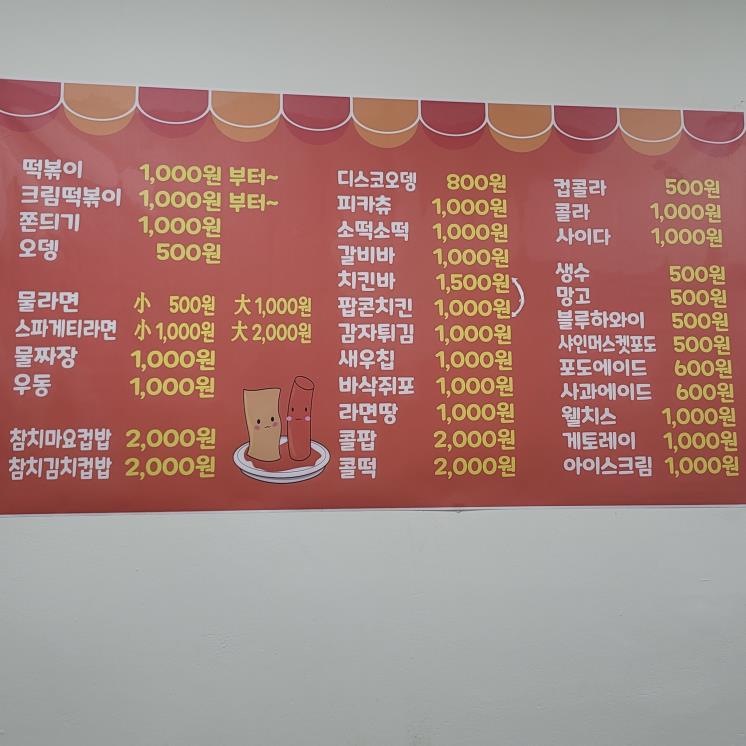 떡볶이 1,000원 부터~
크림떡볶이 1,000원 부터~
쫀듸기 1,000원
오뎅 500원
물라면 小 500원 大 1,000원
스파게티라면 小 1,000원 大 2,000원
물짜장 1,000원
우동 1,000원
참치마요컵밥 2,000원
참치김치컵밥 2,000원
디스코오뎅 800원
피카츄 1,000원
소떡소떡 1,000원
갈비바 1,000원
치킨바 1,500원
팝콘치킨 1,000원
감자튀김 1,000원
새우칩 1,000원
바삭쥐포 1,000원
라면땅 1,000원
콜팝 2,000원
콜떡 2,000원
컵콜라 500원
콜라 1,000원
사이다 1,000원
생수 500원
망고 500원
블루하와이 500원
샤인머스켓포도 500원
포도에이드 600원
사과에이드 600원
웰치스 1,000원
게토레이 1,000원
아이스크림 1,000원